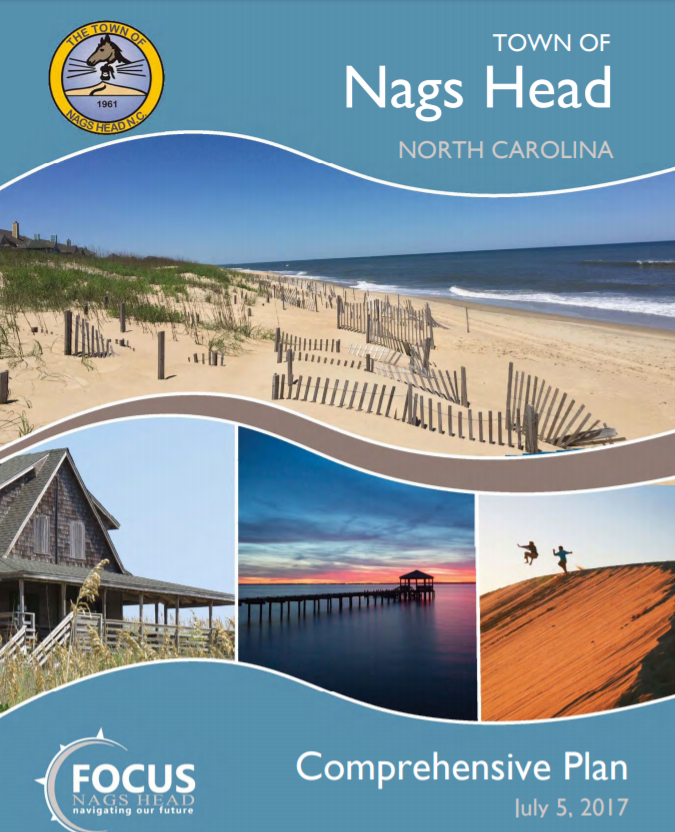 THE TOWN OF
1961
NAGS HEAD N.C.
TOWN OF
Nags Head
NORTH CAROLINA
FOCUS
NAGS HEAD
navigating our future
Comprehensive Plan
July 5, 2017